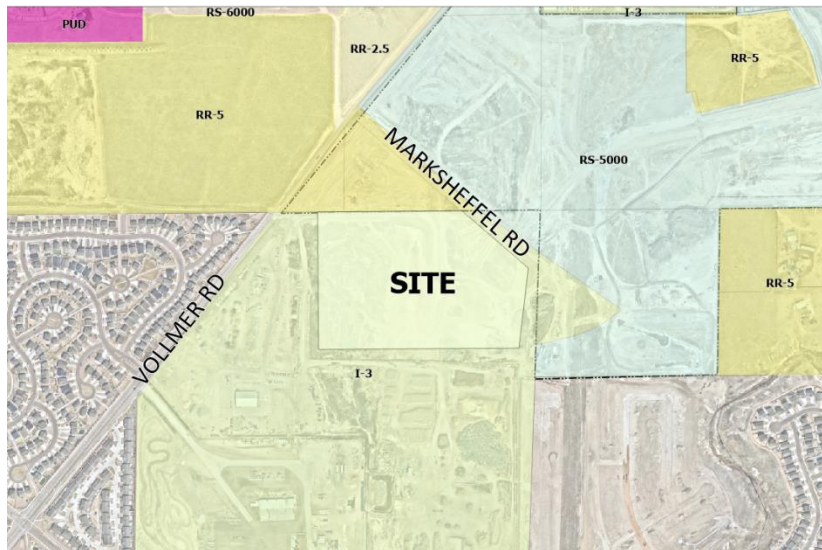 RS-6000
I-3
PUD
RR-2.5
RR-5
RR-5
MARKSHEFFEL RD
RS-5000
SITE
RR-5
VOLLMER RD
I-3